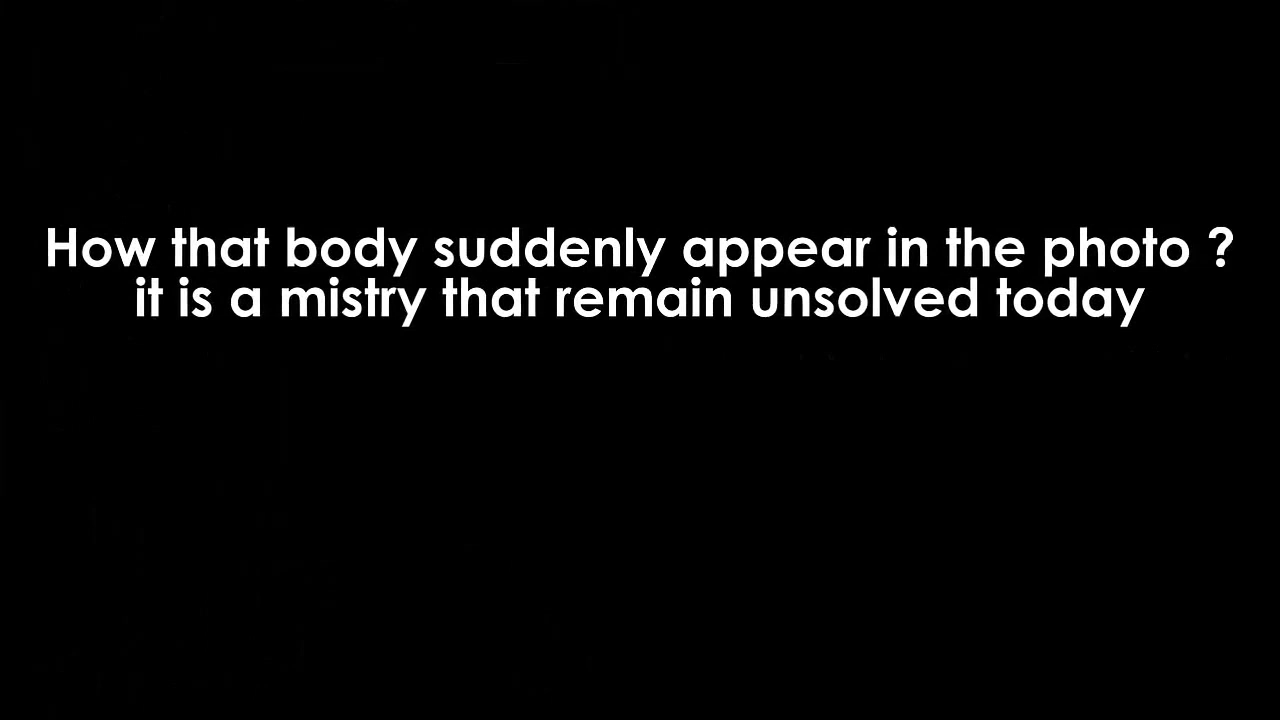 How that body suddenly appear in the photo ?
it is a mistry that remain unsolved today